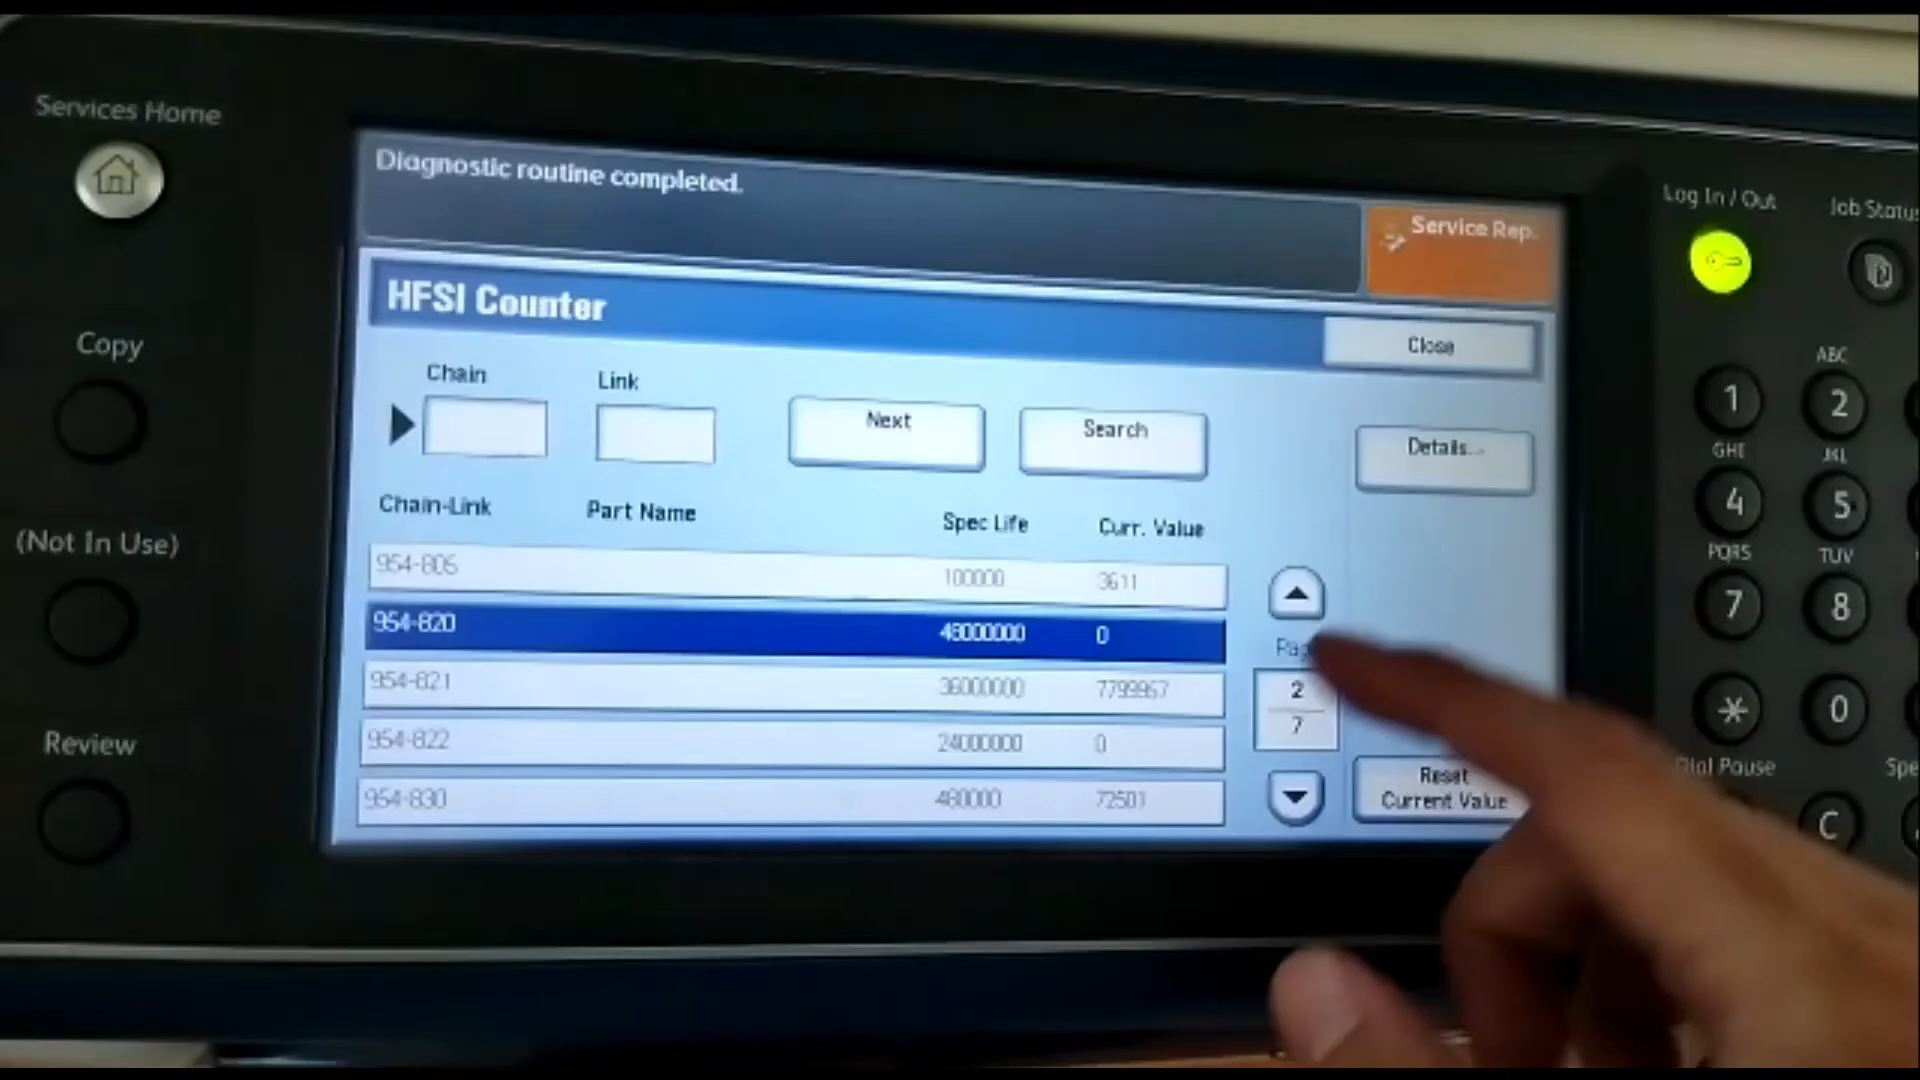 Services Home
Copy
(Not In Use)
Review
Diagnostic routine completed.
Service Rep.
HFSI Counter
Close
Chain
Link
Next
Search
Details...
Chain-Link
Part Name
Spec Life
Curr. Value
954-805 100000 3611
954-820 48000000 0
954-821 36000000 7799967
954-822 24000000 0
954-830 480000 72501
2
7
Reset
Current Value
Log In / Out
Job Status
ABC
1
2
GHI
JKL
4
5
PQRS
TUV
7
8
*
0
Dial Pause
C